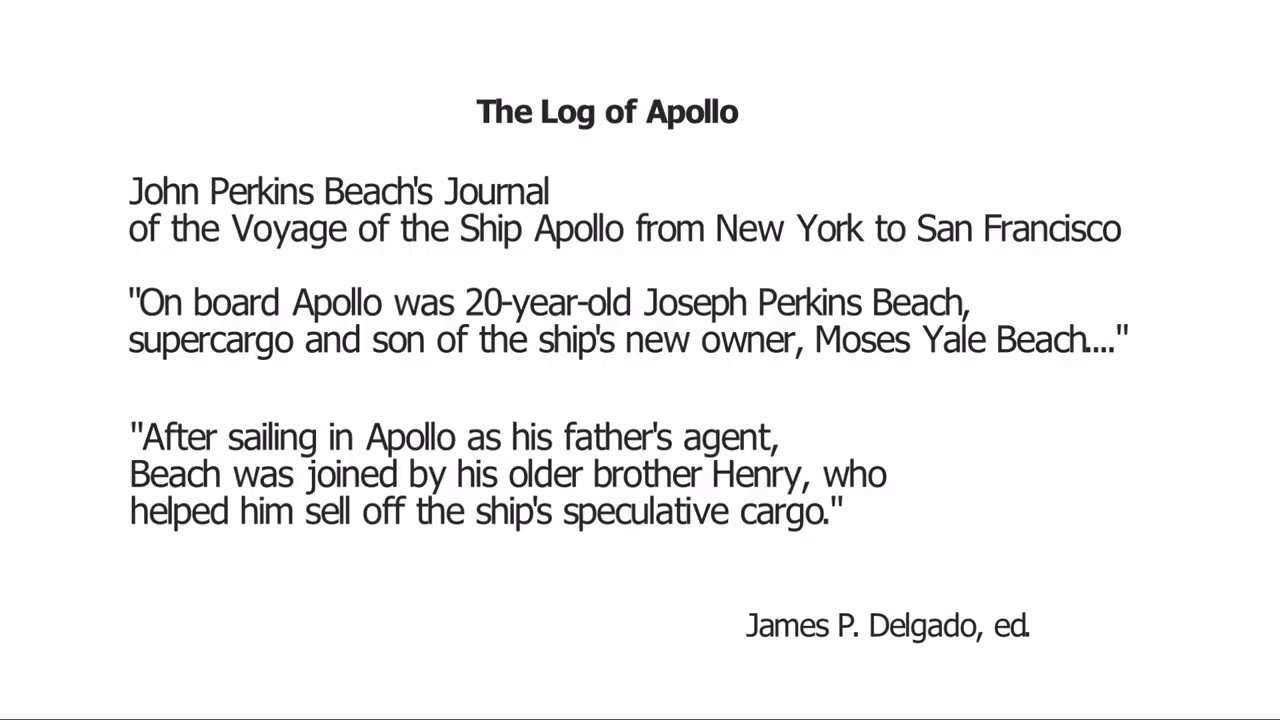 The Log of Apollo
John Perkins Beach's Journal
of the Voyage of the Ship Apollo from New York to San Francisco
"On board Apollo was 20-year-old Joseph Perkins Beach,
supercargo and son of the ship's new owner, Moses Yale Beach...."
"After sailing in Apollo as his father's agent,
Beach was joined by his older brother Henry, who
helped him sell off the ship's speculative cargo."
James P. Delgado, ed.